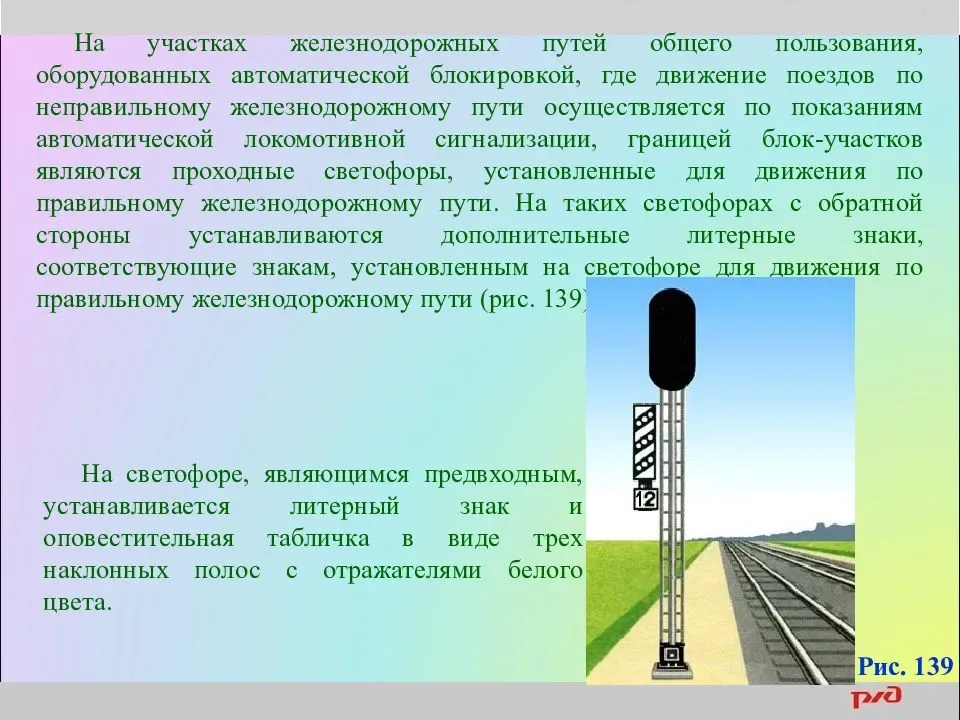 На участках железнодорожных путей общего пользования,
оборудованных автоматической блокировкой, где движение поездов по
неправильному железнодорожному пути осуществляется по показаниям
автоматической локомотивной сигнализации, границей блок-участков
являются проходные светофоры, установленные для движения по
правильному железнодорожному пути. На таких светофорах с обратной
стороны устанавливаются дополнительные литерные знаки,
соответствующие знакам, установленным на светофоре для движения по
правильному железнодорожному пути (рис. 139)
На светофоре, являющимся предвходным,
устанавливается литерный знак и
оповестительная табличка в виде трех
наклонных полос с отражателями белого
цвета.
12
Рис. 139
ржд